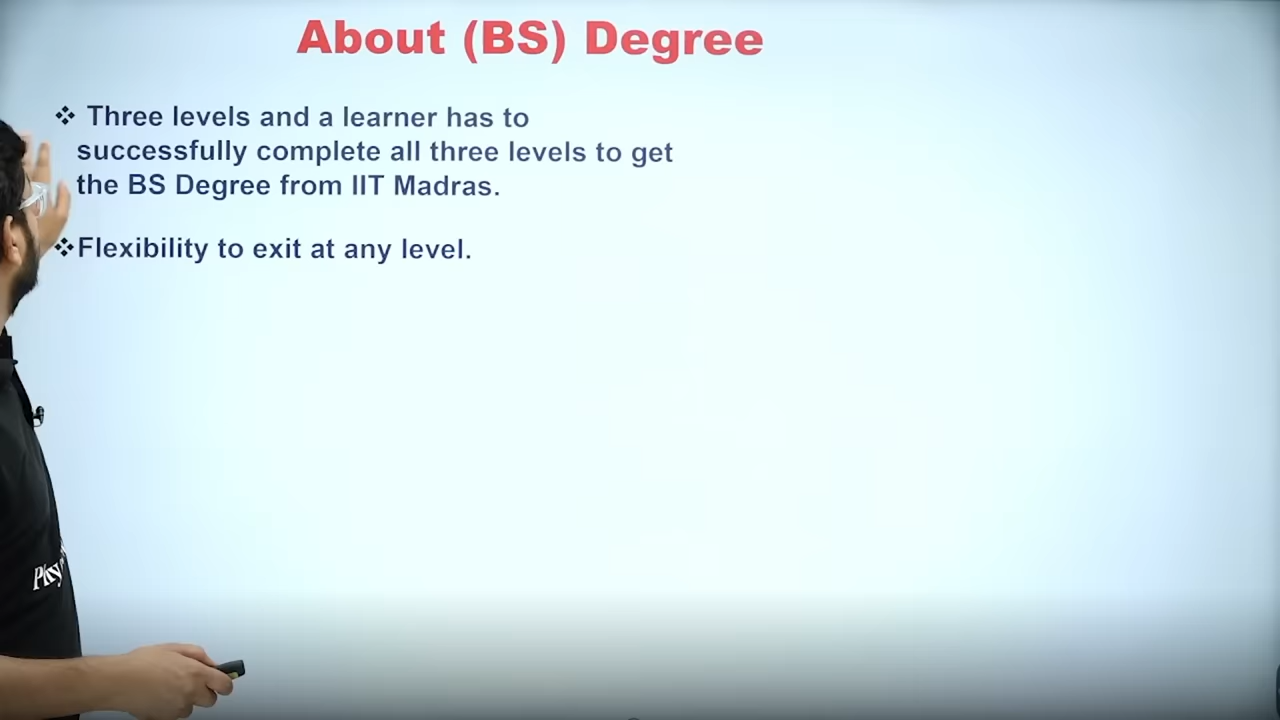 About (BS) Degree
❖ Three levels and a learner has to
successfully complete all three levels to get
the BS Degree from IIT Madras.
❖Flexibility to exit at any level.